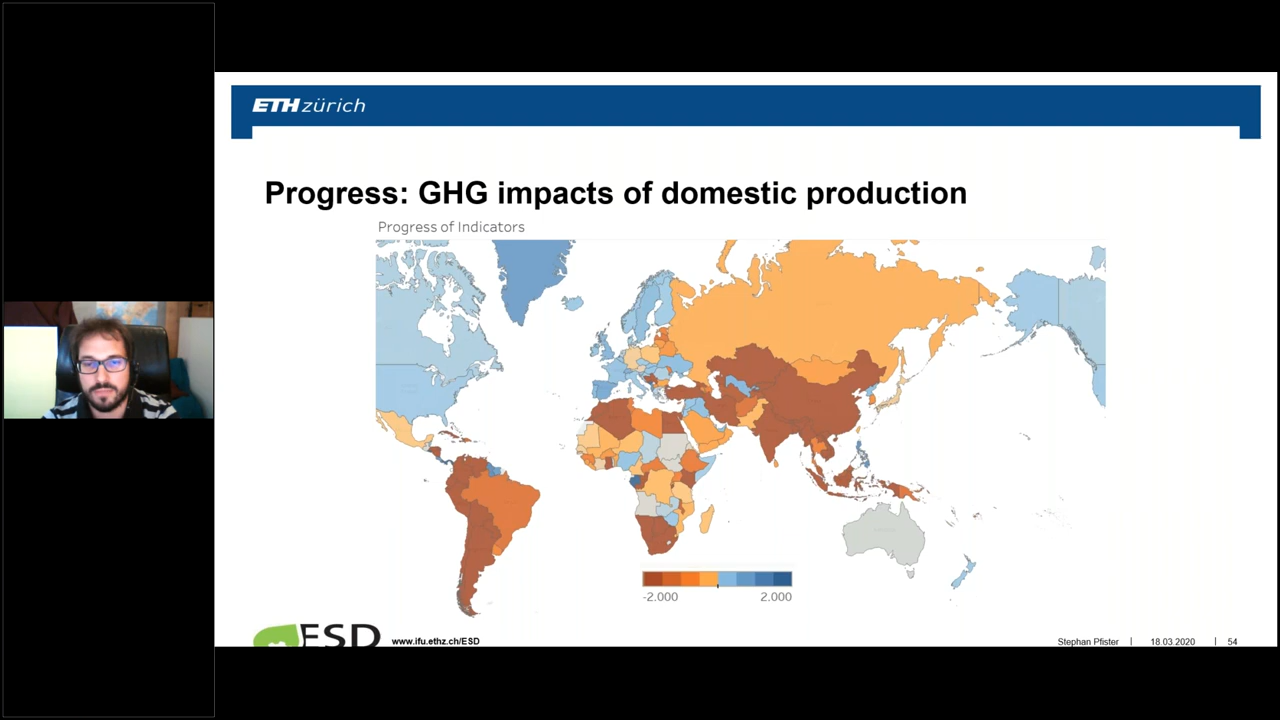 ETH zürich
Progress: GHG impacts of domestic production
Progress of Indicators
-2.000 2.000
ESD
www.ifu.ethz.ch/ESD
Stephan Pfister | 18.03.2020 | 54